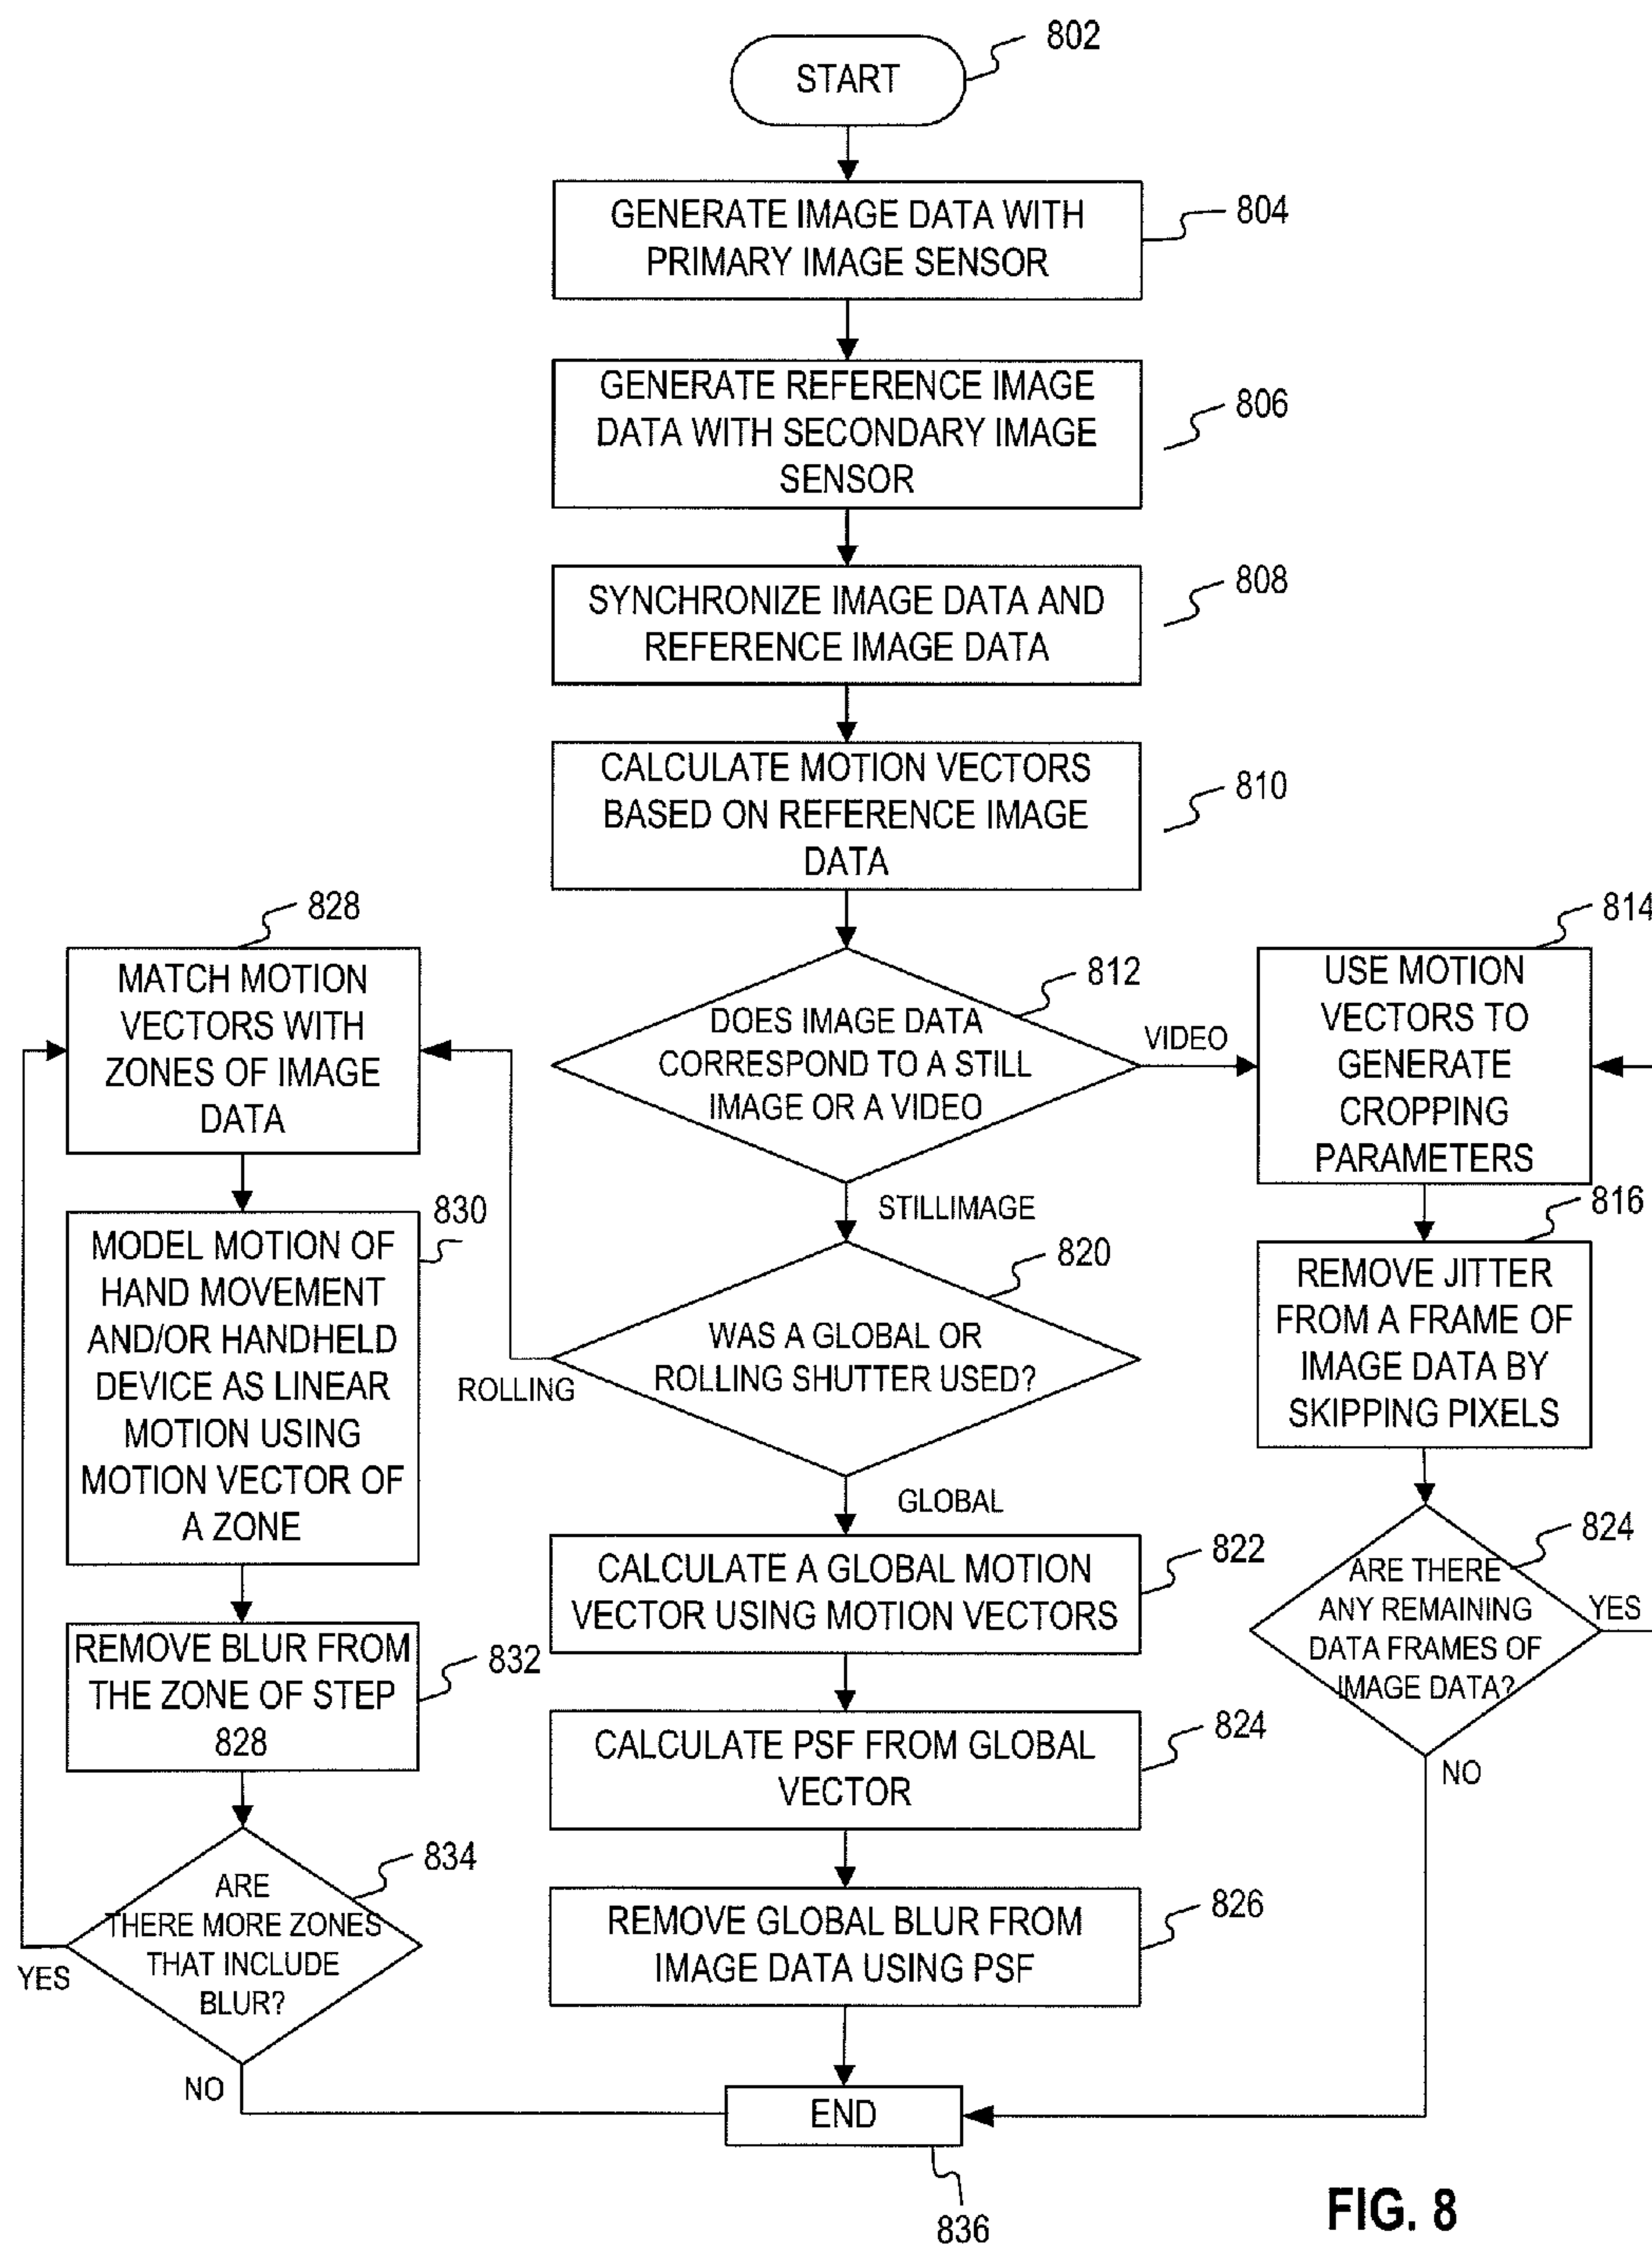 802
START
804
GENERATE IMAGE DATA WITH
PRIMARY IMAGE SENSOR
806
GENERATE REFERENCE IMAGE
DATA WITH SECONDARY IMAGE
SENSOR
808
SYNCHRONIZE IMAGE DATA AND
REFERENCE IMAGE DATA
810
CALCULATE MOTION VECTORS
BASED ON REFERENCE IMAGE
DATA
812
DOES IMAGE DATA
CORRESPOND TO A STILL
IMAGE OR A VIDEO
VIDEO
STILLIMAGE
814
USE MOTION
VECTORS TO
GENERATE
CROPPING
PARAMETERS
816
REMOVE JITTER
FROM A FRAME OF
IMAGE DATA BY
SKIPPING PIXELS
824
ARE THERE
ANY REMAINING
DATA FRAMES OF
IMAGE DATA?
YES
NO
820
WAS A GLOBAL OR
ROLLING SHUTTER USED?
ROLLING
GLOBAL
822
CALCULATE A GLOBAL MOTION
VECTOR USING MOTION VECTORS
824
CALCULATE PSF FROM GLOBAL
VECTOR
826
REMOVE GLOBAL BLUR FROM
IMAGE DATA USING PSF
828
MATCH MOTION
VECTORS WITH
ZONES OF IMAGE
DATA
830
MODEL MOTION OF
HAND MOVEMENT
AND/OR HANDHELD
DEVICE AS LINEAR
MOTION USING
MOTION VECTOR OF
A ZONE
832
REMOVE BLUR FROM
THE ZONE OF STEP
828
834
ARE
THERE MORE ZONES
THAT INCLUDE
BLUR?
YES
NO
END
836
FIG. 8